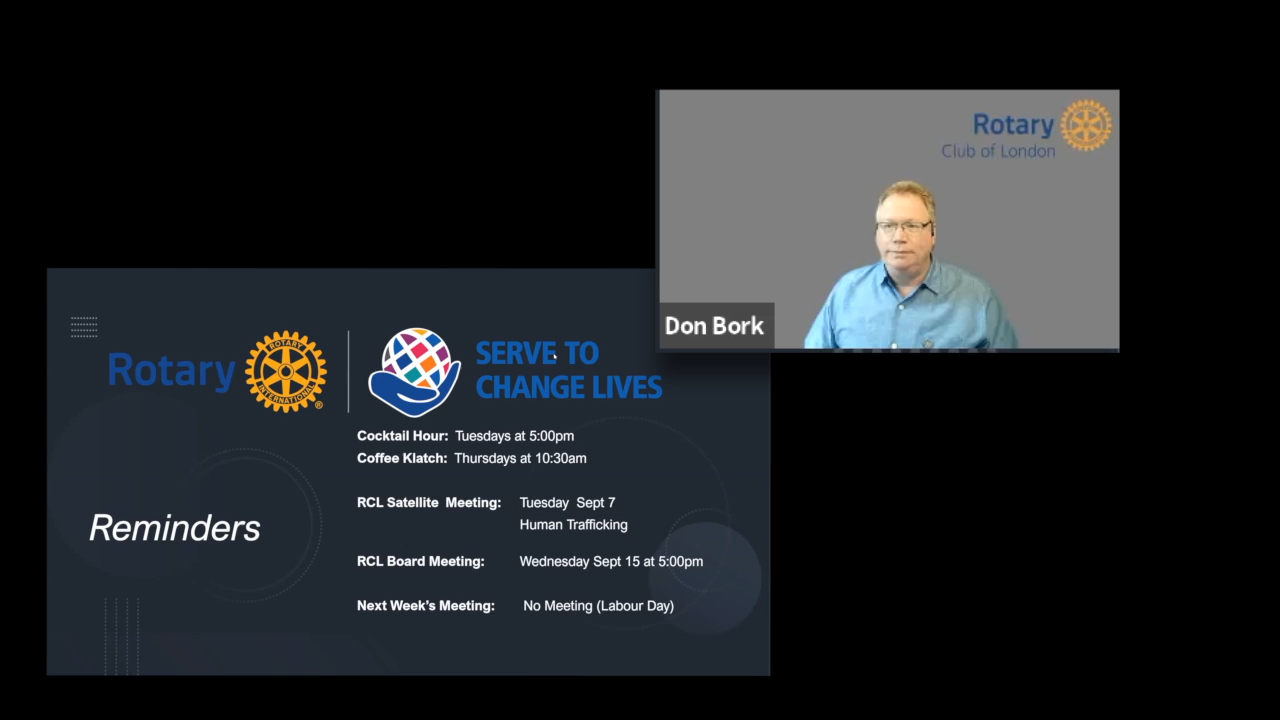 Rotary
Club of London
Don Bork
Rotary
ROTARY
INTERNATIONAL
®
SERVE TO
CHANGE LIVES
Cocktail Hour: Tuesdays at 5:00pm
Coffee Klatch: Thursdays at 10:30am
Reminders
RCL Satellite Meeting: Tuesday Sept 7
Human Trafficking
RCL Board Meeting: Wednesday Sept 15 at 5:00pm
Next Week's Meeting: No Meeting (Labour Day)